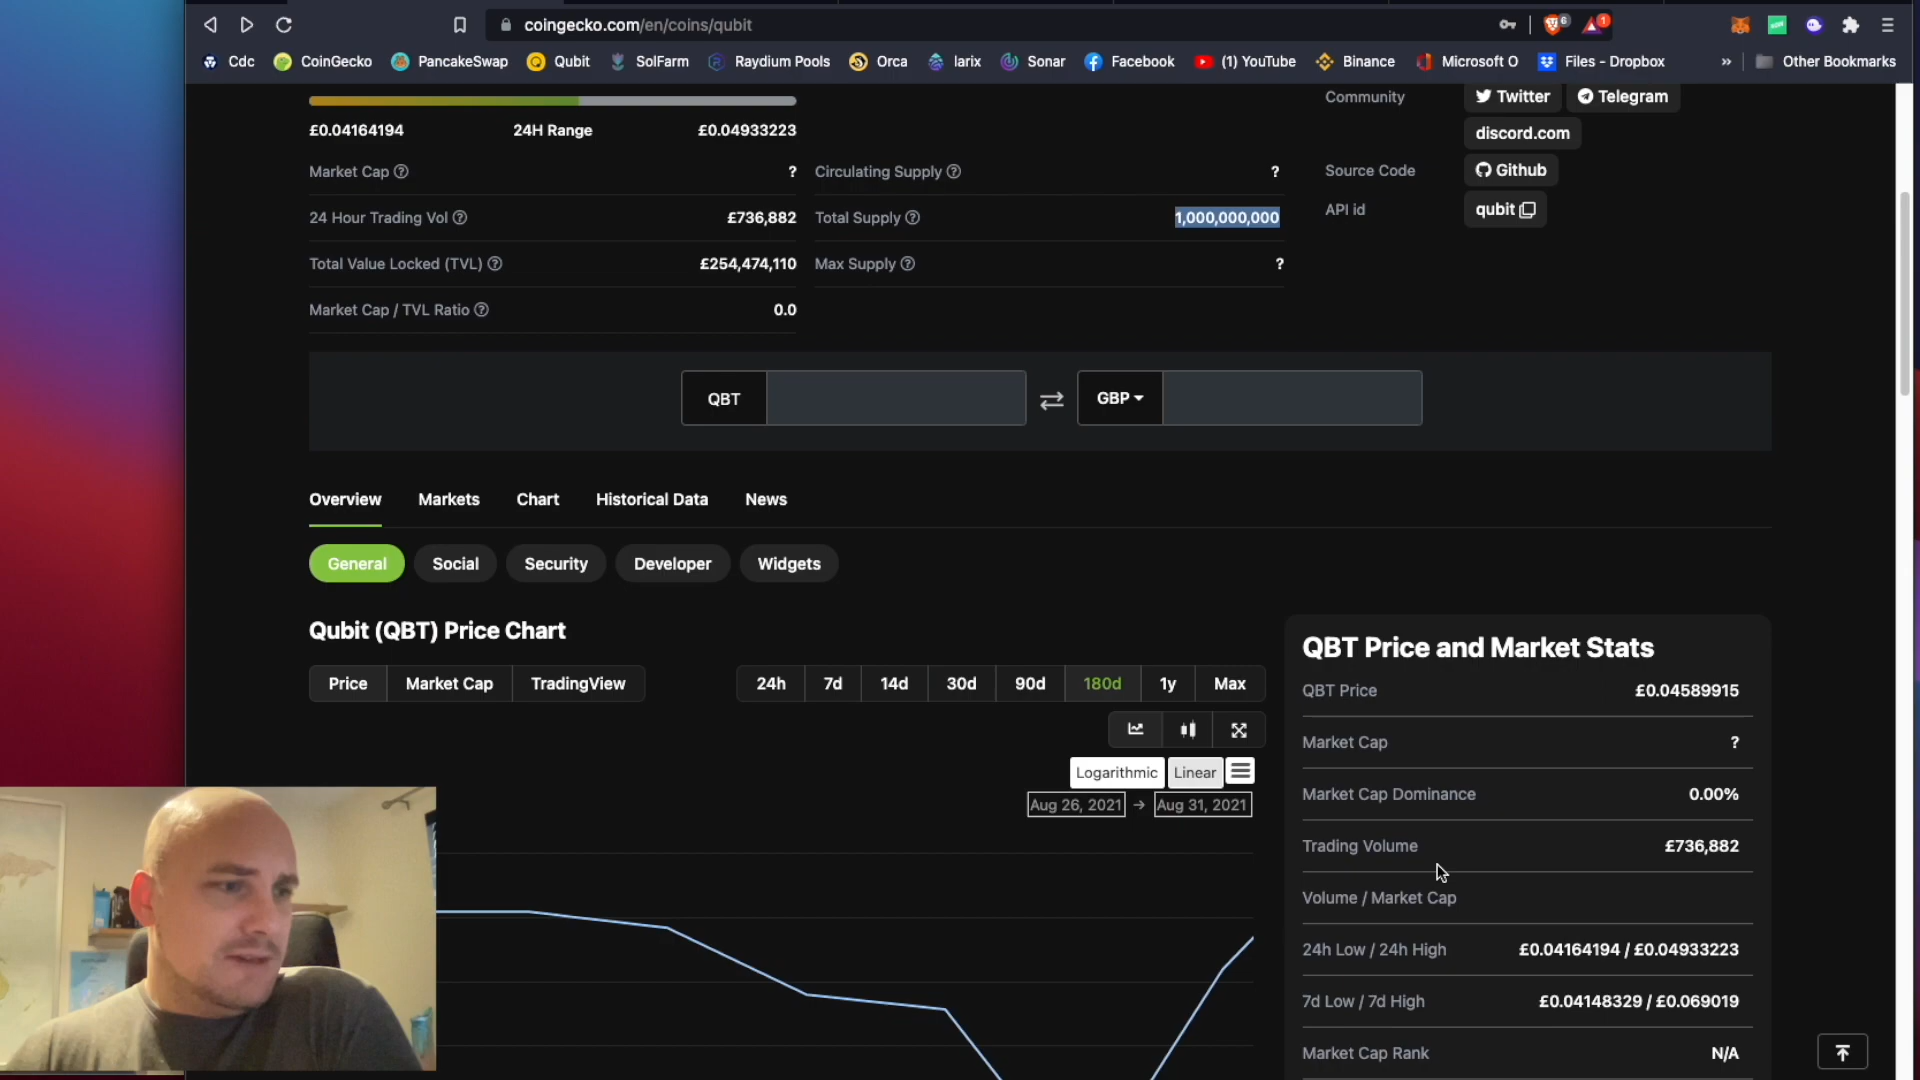 coingecko.com/en/coins/qubit
6
1
Cdc CoinGecko PancakeSwap Qubit SolFarm Raydium Pools Orca larix Sonar Facebook (1) YouTube Binance Microsoft O Files - Dropbox » Other Bookmarks
£0.04164194 24H Range £0.04933223
Market Cap ?
24 Hour Trading Vol £736,882
Total Value Locked (TVL) £254,474,110
Market Cap / TVL Ratio 0.0
Circulating Supply ?
Total Supply 1,000,000,000
Max Supply ?
Community Twitter Telegram
discord.com
Source Code Github
API id qubit
QBT GBP
Overview Markets Chart Historical Data News
General Social Security Developer Widgets
Qubit (QBT) Price Chart
Price Market Cap TradingView
24h 7d 14d 30d 90d 180d 1y Max
Logarithmic Linear
Aug 26, 2021 → Aug 31, 2021
QBT Price and Market Stats
QBT Price £0.04589915
Market Cap ?
Market Cap Dominance 0.00%
Trading Volume £736,882
Volume / Market Cap
24h Low / 24h High £0.04164194 / £0.04933223
7d Low / 7d High £0.04148329 / £0.069019
Market Cap Rank N/A